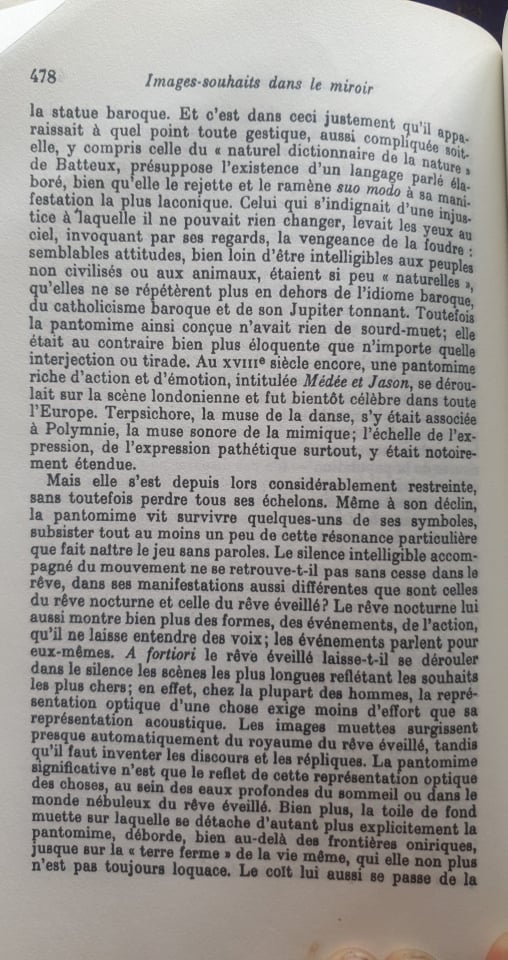 478
Images-souhaits dans le miroir
la statue baroque. Et c'est dans ceci justement qu'il appa-
raissait à quel point toute gestique, aussi compliquée soit-
elle, y compris celle du « naturel dictionnaire de la nature »
de Batteux, présuppose l'existence d'un langage parlé éla-
boré, bien qu'elle le rejette et le ramène suo modo à sa mani-
festation la plus laconique. Celui qui s'indignait d'une injus-
tice à laquelle il ne pouvait rien changer, levait les yeux au
ciel, invoquant par ses regards, la vengeance de la foudre :
semblables attitudes, bien loin d'être intelligibles aux peuples
non civilisés ou aux animaux, étaient si peu « naturelles »,
qu'elles ne se répétèrent plus en dehors de l'idiome baroque,
du catholicisme baroque et de son Jupiter tonnant. Toutefois
la pantomime ainsi conçue n'avait rien de sourd-muet; elle
était au contraire bien plus éloquente que n'importe quelle
interjection ou tirade. Au XVIIIe siècle encore, une pantomime
riche d'action et d'émotion, intitulée Médée et Jason, se dérou-
lait sur la scène londonienne et fut bientôt célèbre dans toute
l'Europe. Terpsichore, la muse de la danse, s'y était associée
à Polymnie, la muse sonore de la mimique; l'échelle de l'ex-
pression, de l'expression pathétique surtout, y était notoire-
ment étendue.
Mais elle s'est depuis lors considérablement restreinte,
sans toutefois perdre tous ses échelons. Même à son déclin,
la pantomime vit survivre quelques-uns de ses symboles,
subsister tout au moins un peu de cette résonance particulière
que fait naître le jeu sans paroles. Le silence intelligible accom-
pagné du mouvement ne se retrouve-t-il pas sans cesse dans le
rêve, dans ses manifestations aussi différentes que sont celles
du rêve nocturne et celle du rêve éveillé? Le rêve nocturne lui
aussi montre bien plus des formes, des événements, de l'action,
qu'il ne laisse entendre des voix; les événements parlent pour
eux-mêmes. A fortiori le rêve éveillé laisse-t-il se dérouler
dans le silence les scènes les plus longues reflétant les souhaits
les plus chers; en effet, chez la plupart des hommes, la repré-
sentation optique d'une chose exige moins d'effort que sa
représentation acoustique. Les images muettes surgissent
presque automatiquement du royaume du rêve éveillé, tandis
qu'il faut inventer les discours et les répliques. La pantomime
significative n'est que le reflet de cette représentation optique
des choses, au sein des eaux profondes du sommeil ou dans le
monde nébuleux du rêve éveillé. Bien plus, la toile de fond
muette sur laquelle se détache d'autant plus explicitement la
pantomime, déborde, bien au-delà des frontières oniriques,
jusque sur la « terre ferme » de la vie même, qui elle non plus
n'est pas toujours loquace. Le coït lui aussi se passe de la